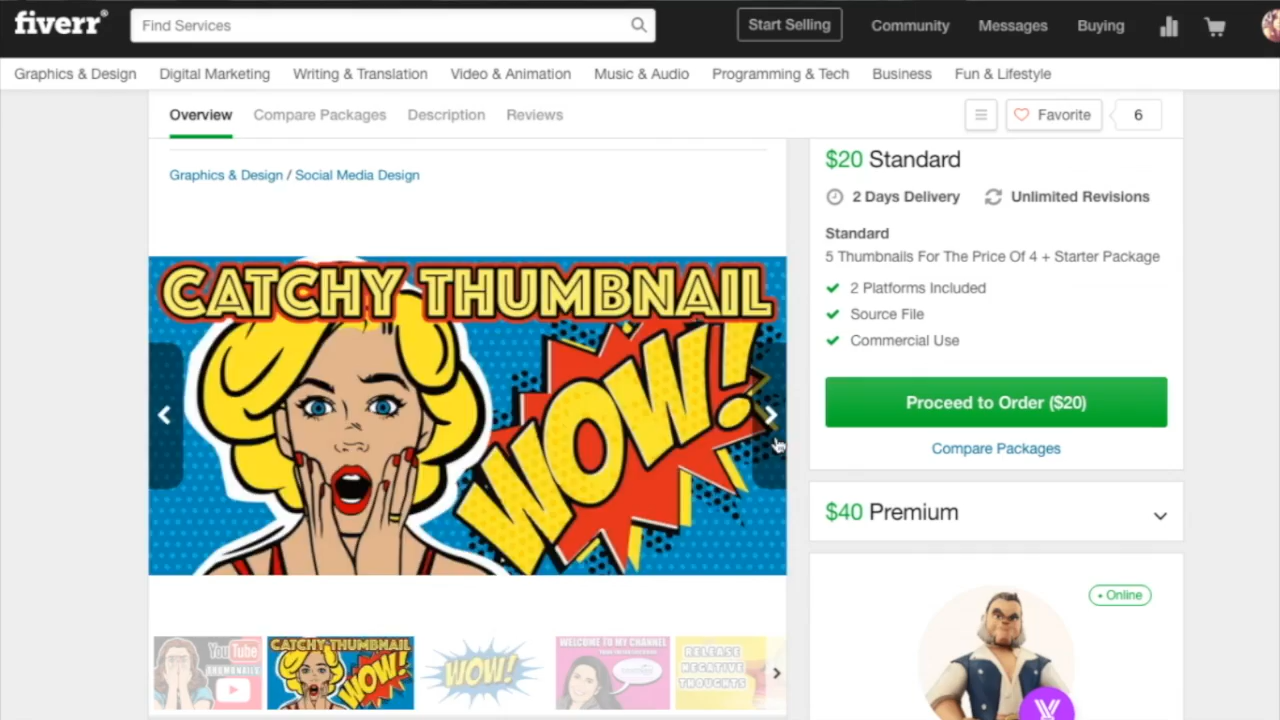 fiverr®
Find Services
Start Selling
Community
Messages
Buying
Graphics & Design
Digital Marketing
Writing & Translation
Video & Animation
Music & Audio
Programming & Tech
Business
Fun & Lifestyle
Overview
Compare Packages
Description
Reviews
Favorite
6
Graphics & Design / Social Media Design
CATCHY THUMBNAIL
WOW!
$20 Standard
2 Days Delivery
Unlimited Revisions
Standard
5 Thumbnails For The Price Of 4 + Starter Package
2 Platforms Included
Source File
Commercial Use
Proceed to Order ($20)
Compare Packages
$40 Premium
• Online
YouTube
THUMBNAILS
CATCHY THUMBNAIL
WOW!
WOW!
WELCOME TO MY CHANNEL
RELEASE
NEGATIVE
THOUGHTS